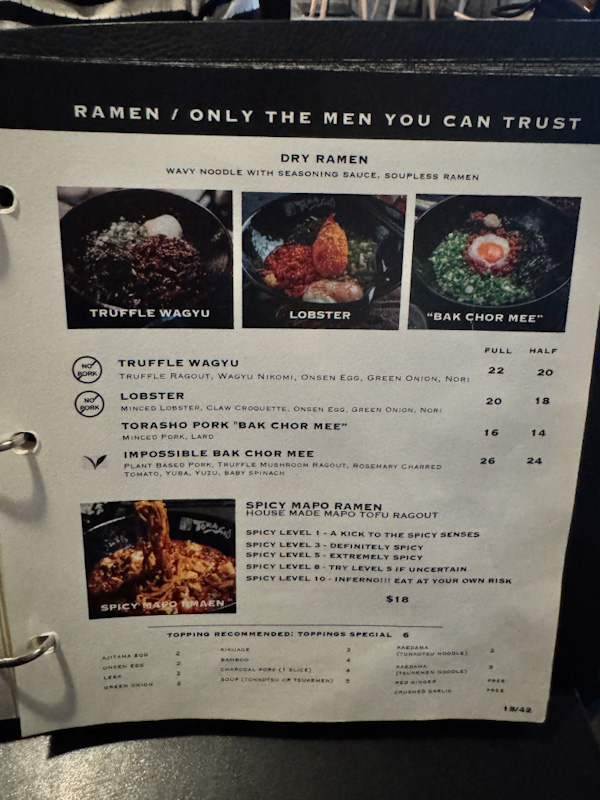 RAMEN / ONLY THE MEN YOU CAN TRUST
DRY RAMEN
WAVY NOODLE WITH SEASONING SAUCE, SOUPLESS RAMEN
TRUFFLE WAGYU
LOBSTER
"BAK CHOR MEE"
FULL HALF
NO PORK
TRUFFLE WAGYU 22 20
TRUFFLE RAGOUT, WAGYU NIKOMI, ONSEN EGG, GREEN ONION, NORI
NO PORK
LOBSTER 20 18
MINCED LOBSTER, CLAW CROQUETTE, ONSEN EGG, GREEN ONION, NORI
TORASHO PORK "BAK CHOR MEE" 16 14
MINCED PORK, LARD
IMPOSSIBLE BAK CHOR MEE 26 24
PLANT BASED PORK, TRUFFLE MUSHROOM RAGOUT, ROSEMARY CHARRED
TOMATO, YUBA, YUZU, BABY SPINACH
TORASHO
SPICY MAPO RMAEN
SPICY MAPO RAMEN
HOUSE MADE MAPO TOFU RAGOUT
SPICY LEVEL 1 - A KICK TO THE SPICY SENSES
SPICY LEVEL 3 - DEFINITELY SPICY
SPICY LEVEL 5 - EXTREMELY SPICY
SPICY LEVEL 8 - TRY LEVEL 5 IF UNCERTAIN
SPICY LEVEL 10 - INFERNO!!! EAT AT YOUR OWN RISK
$18
TOPPING RECOMMENDED: TOPPINGS SPECIAL 6
AJITAMA EGG 2
ONSEN EGG 2
LEEK 2
GREEN ONION 2
KIKUAGE 3
BAMBOO 4
CHARCOAL PORK (1 SLICE) 4
SOUP (TONKOTSU OR TSUKEMEN) 5
KAEDAMA 2
(TONKOTSU NOODLE)
KAEDAMA 3
(TSUKEMEN NOODLE)
RED GINGER FREE
CRUSHED GARLIC FREE
15/42